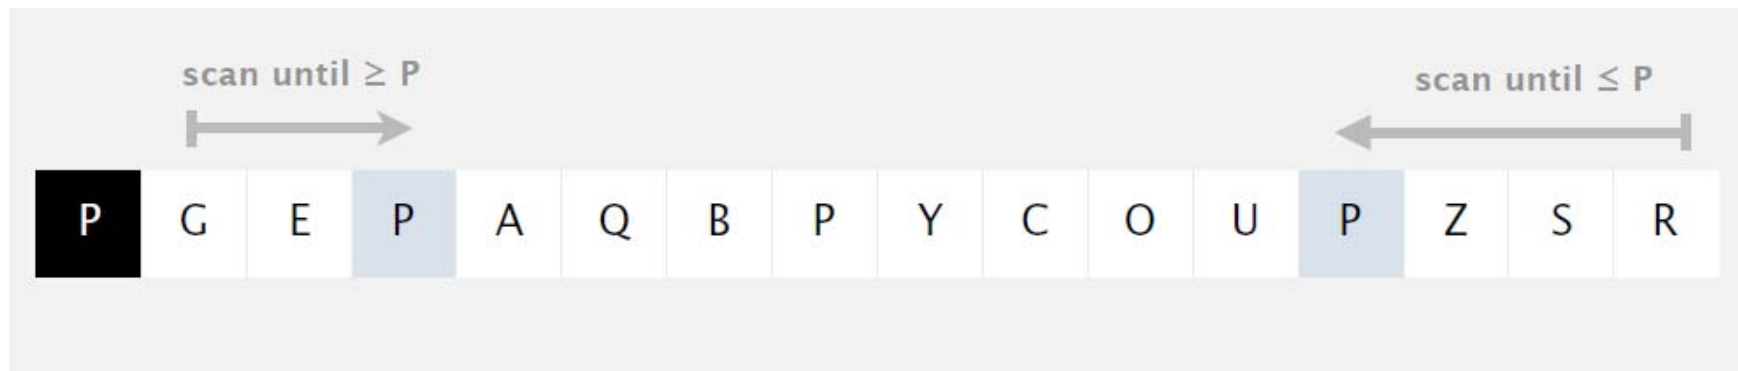 scan until ≥ P
scan until ≤ P
P G E P A Q B P Y C O U P Z S R